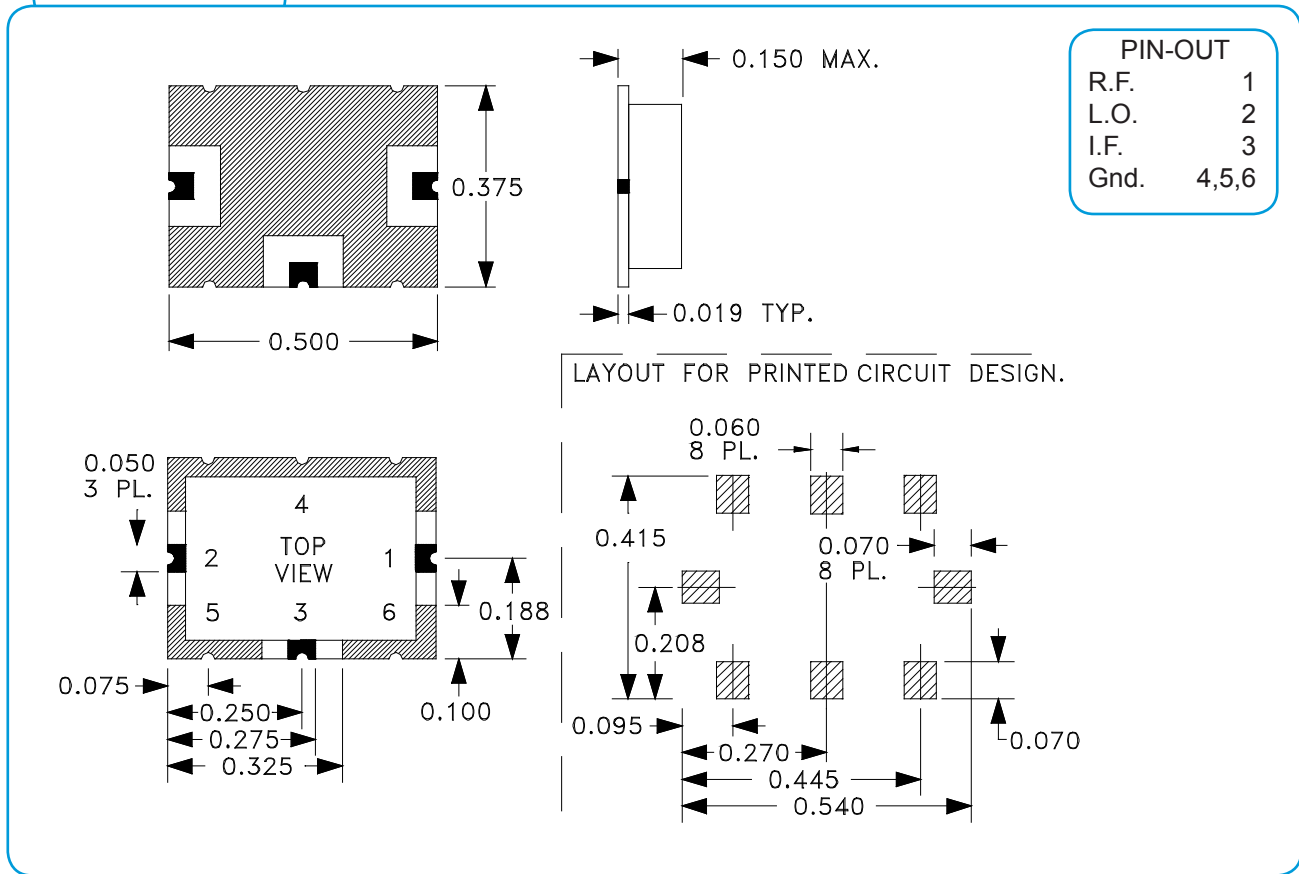 0.150 MAX.
PIN-OUT
R.F. 1
L.O. 2
I.F. 3
Gnd. 4,5,6
0.375
0.019 TYP.
0.500
LAYOUT FOR PRINTED CIRCUIT DESIGN.
0.050
3 PL.
4
TOP
VIEW
2
1
5
3
6
0.188
0.075
0.250
0.275
0.325
0.100
0.060
8 PL.
0.415
0.070
8 PL.
0.208
0.095
0.270
0.445
0.540
0.070